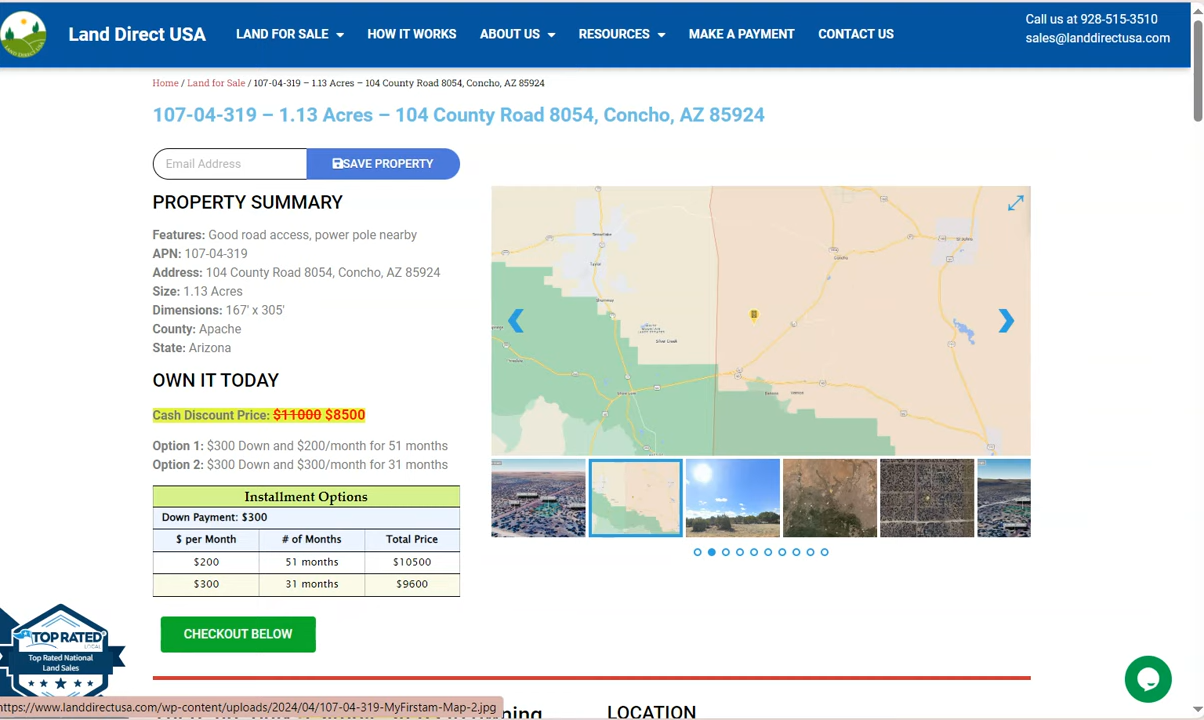 Land Direct USA
LAND FOR SALE
HOW IT WORKS
ABOUT US
RESOURCES
MAKE A PAYMENT
CONTACT US
Call us at 928-515-3510
sales@landdirectusa.com
Home / Land for Sale / 107-04-319 – 1.13 Acres – 104 County Road 8054, Concho, AZ 85924
107-04-319 – 1.13 Acres – 104 County Road 8054, Concho, AZ 85924
Email Address
SAVE PROPERTY
PROPERTY SUMMARY
Features: Good road access, power pole nearby
APN: 107-04-319
Address: 104 County Road 8054, Concho, AZ 85924
Size: 1.13 Acres
Dimensions: 167' x 305'
County: Apache
State: Arizona
OWN IT TODAY
Cash Discount Price: $11000 $8500
Option 1: $300 Down and $200/month for 51 months
Option 2: $300 Down and $300/month for 31 months
Installment Options
Down Payment: $300
$ per Month # of Months Total Price
$200 51 months $10500
$300 31 months $9600
CHECKOUT BELOW
TOP RATED
LOCAL
Top Rated National
Land Sales
https://www.landdirectusa.com/wp-content/uploads/2024/04/107-04-319-MyFirstam-Map-2.jpg
LOCATION